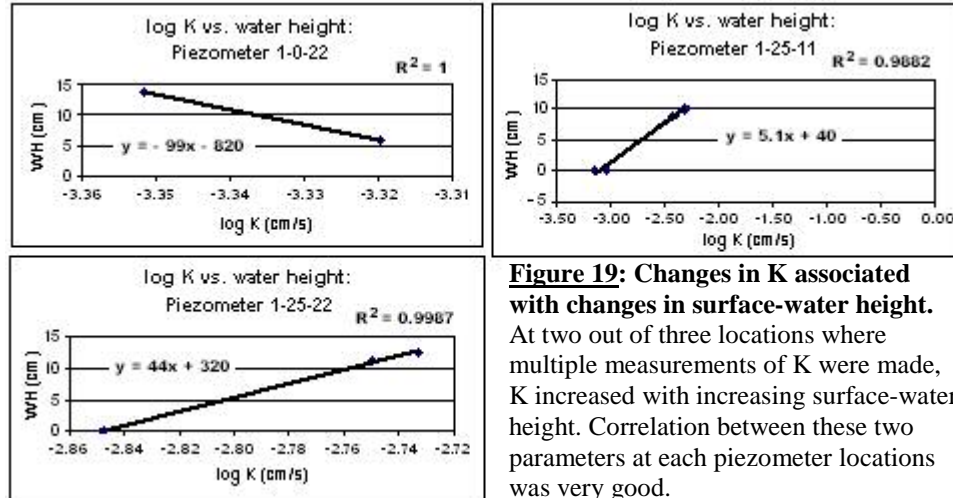 log K vs. water height:
Piezometer 1-0-22
R² = 1
WH (cm)
15
10
5
0
y = - 99x - 820
-3.36 -3.35 -3.34 -3.33 -3.32 -3.31
log K (cm/s)
log K vs. water height:
Piezometer 1-25-11
R² = 0.9882
WH (cm)
15
10
5
0
-5
y = 5.1x + 40
-3.50 -3.00 -2.50 -2.00 -1.50 -1.00 -0.50 0.00
log K (cm/s)
log K vs. water height:
Piezometer 1-25-22
R² = 0.9987
WH (cm)
15
10
5
0
y = 44x + 320
-2.86 -2.84 -2.82 -2.80 -2.78 -2.76 -2.74 -2.72
log K (cm/s)
Figure 19: Changes in K associated
with changes in surface-water height.
At two out of three locations where
multiple measurements of K were made,
K increased with increasing surface-water
height. Correlation between these two
parameters at each piezometer locations
was very good.